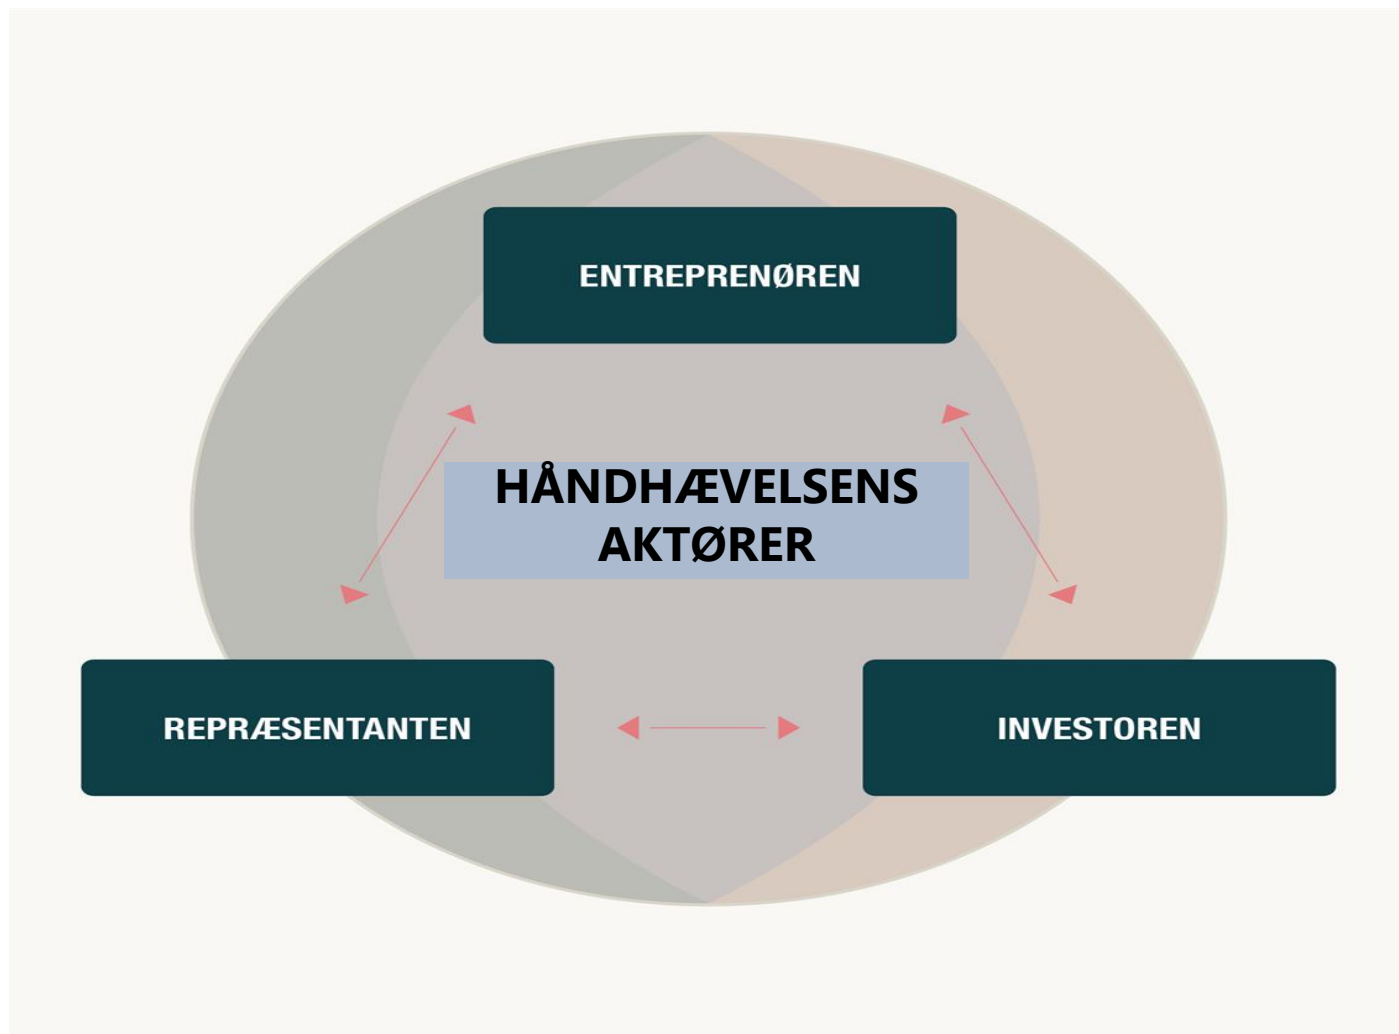 ENTREPRENØREN
HÅNDHÆVELSENS
AKTØRER
REPRÆSENTANTEN
INVESTOREN